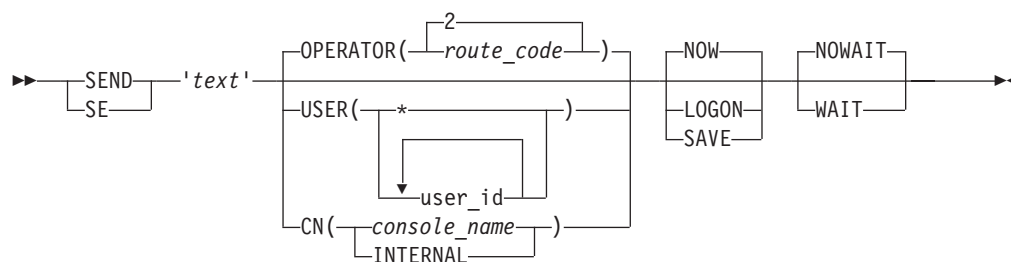 2
OPERATOR( route_code )
NOW NOWAIT
SEND 'text'
SE USER( * ) LOGON WAIT
SAVE
user_id
CN( console_name )
INTERNAL